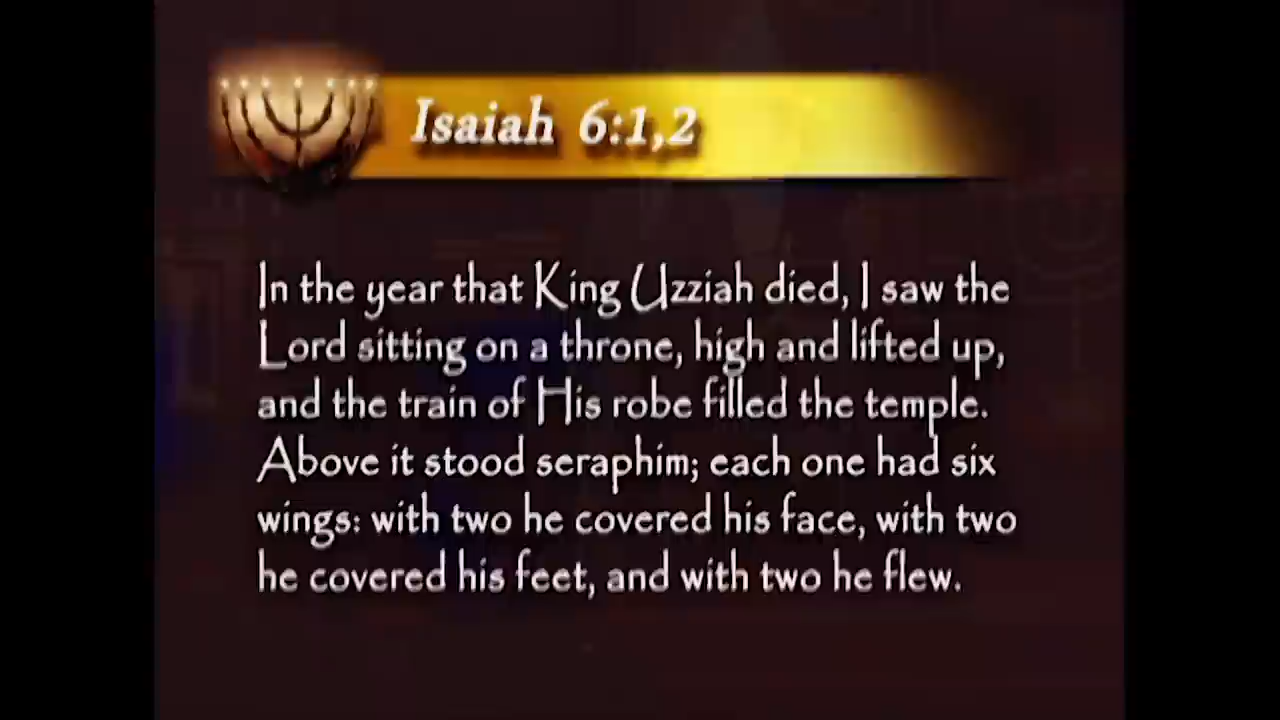 Isaiah 6:1,2
In the year that King Uzziah died, I saw the
Lord sitting on a throne, high and lifted up,
and the train of His robe filled the temple.
Above it stood seraphim; each one had six
wings: with two he covered his face, with two
he covered his feet, and with two he flew.